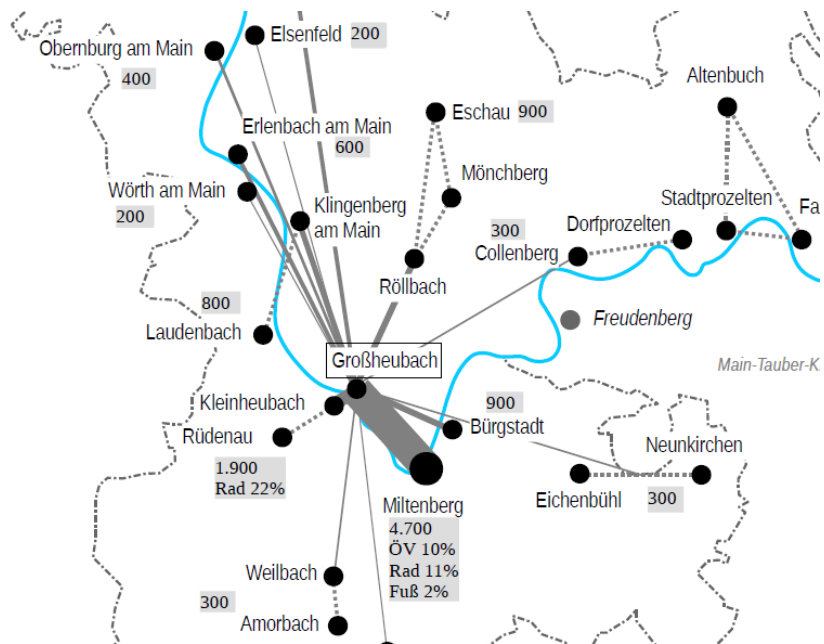 Elsenfeld 200
Obernburg am Main
400
Altenbuch
Eschau 900
Erlenbach am Main
600
Mönchberg
Wörth am Main
200
Klingenberg
am Main
Stadtprozelten
Fa
300
Dorfprozelten
Collenberg
Röllbach
800
Laudenbach
Freudenberg
Großheubach
Main-Tauber-K
Kleinheubach
900
Bürgstadt
Rüdenau
Neunkirchen
1.900
Rad 22%
Eichenbühl
300
Miltenberg
4.700
ÖV 10%
Rad 11%
Fuß 2%
Weilbach
300
Amorbach